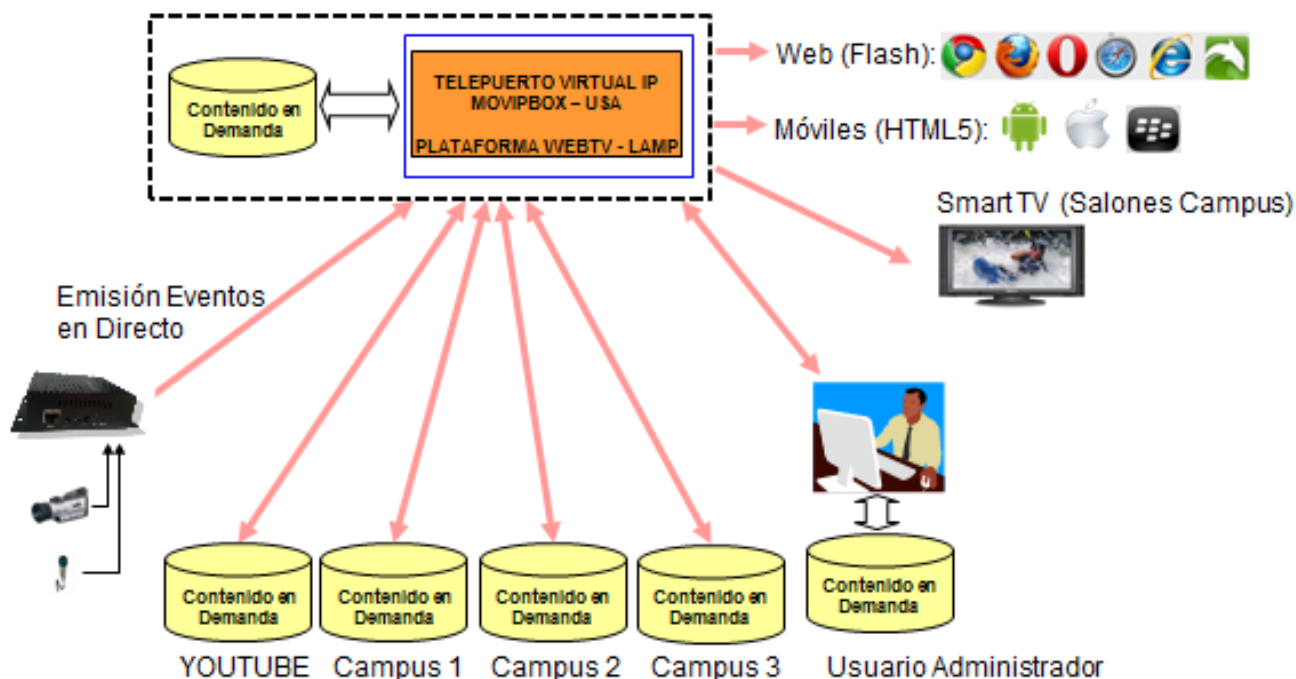 Contenido en
Demanda
TELEPUERTO VIRTUAL IP
MOVIPBOX – USA
PLATAFORMA WEBTV - LAMP
Web (Flash):
Móviles (HTML5):
Smart TV (Salones Campus)
Emisión Eventos
en Directo
Contenido en
Demanda
Contenido en
Demanda
Contenido en
Demanda
Contenido en
Demanda
Contenido en
Demanda
YOUTUBE
Campus 1
Campus 2
Campus 3
Usuario Administrador